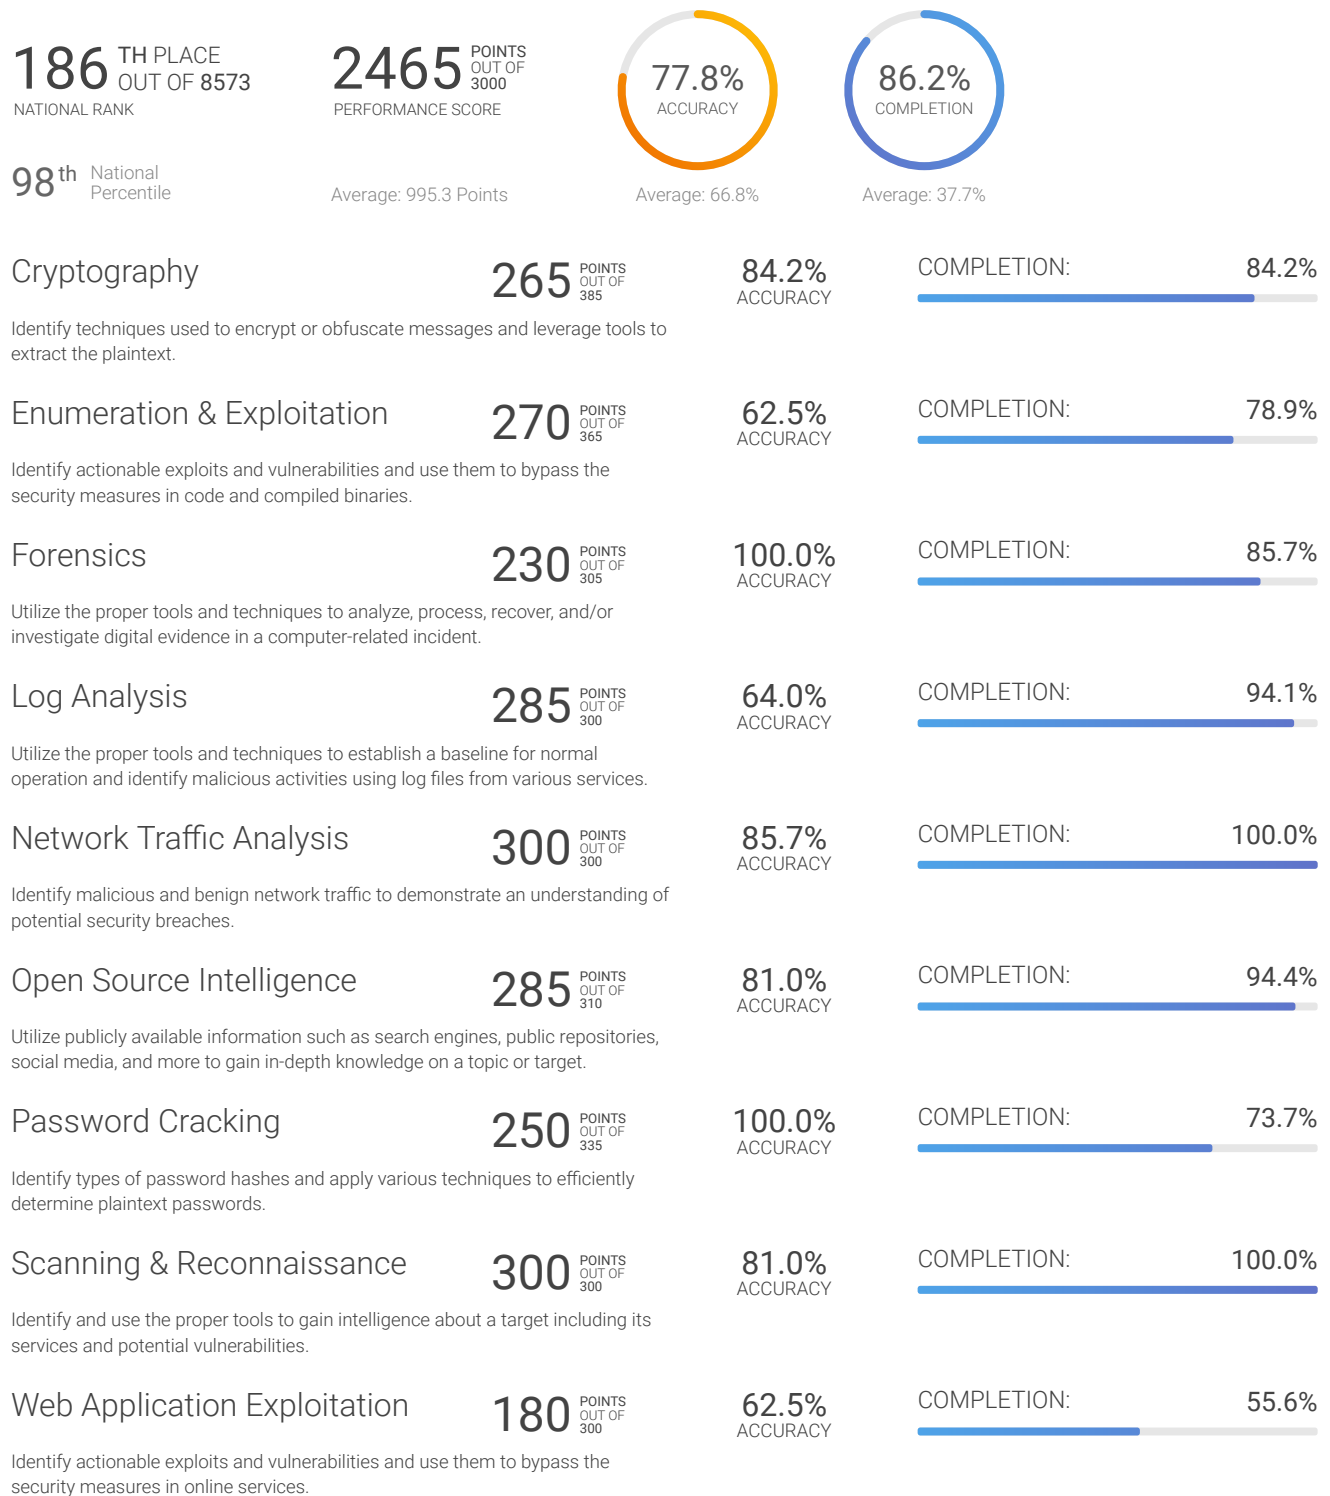 186 TH PLACE
OUT OF 8573
NATIONAL RANK
98th National
Percentile
2465 POINTS
OUT OF
3000
PERFORMANCE SCORE
Average: 995.3 Points
77.8%
ACCURACY
Average: 66.8%
86.2%
COMPLETION
Average: 37.7%
Cryptography
265 POINTS
OUT OF
385
84.2%
ACCURACY
COMPLETION: 84.2%
Identify techniques used to encrypt or obfuscate messages and leverage tools to
extract the plaintext.
Enumeration & Exploitation
270 POINTS
OUT OF
365
62.5%
ACCURACY
COMPLETION: 78.9%
Identify actionable exploits and vulnerabilities and use them to bypass the
security measures in code and compiled binaries.
Forensics
230 POINTS
OUT OF
305
100.0%
ACCURACY
COMPLETION: 85.7%
Utilize the proper tools and techniques to analyze, process, recover, and/or
investigate digital evidence in a computer-related incident.
Log Analysis
285 POINTS
OUT OF
300
64.0%
ACCURACY
COMPLETION: 94.1%
Utilize the proper tools and techniques to establish a baseline for normal
operation and identify malicious activities using log files from various services.
Network Traffic Analysis
300 POINTS
OUT OF
300
85.7%
ACCURACY
COMPLETION: 100.0%
Identify malicious and benign network traffic to demonstrate an understanding of
potential security breaches.
Open Source Intelligence
285 POINTS
OUT OF
310
81.0%
ACCURACY
COMPLETION: 94.4%
Utilize publicly available information such as search engines, public repositories,
social media, and more to gain in-depth knowledge on a topic or target.
Password Cracking
250 POINTS
OUT OF
335
100.0%
ACCURACY
COMPLETION: 73.7%
Identify types of password hashes and apply various techniques to efficiently
determine plaintext passwords.
Scanning & Reconnaissance
300 POINTS
OUT OF
300
81.0%
ACCURACY
COMPLETION: 100.0%
Identify and use the proper tools to gain intelligence about a target including its
services and potential vulnerabilities.
Web Application Exploitation
180 POINTS
OUT OF
300
62.5%
ACCURACY
COMPLETION: 55.6%
Identify actionable exploits and vulnerabilities and use them to bypass the
security measures in online services.